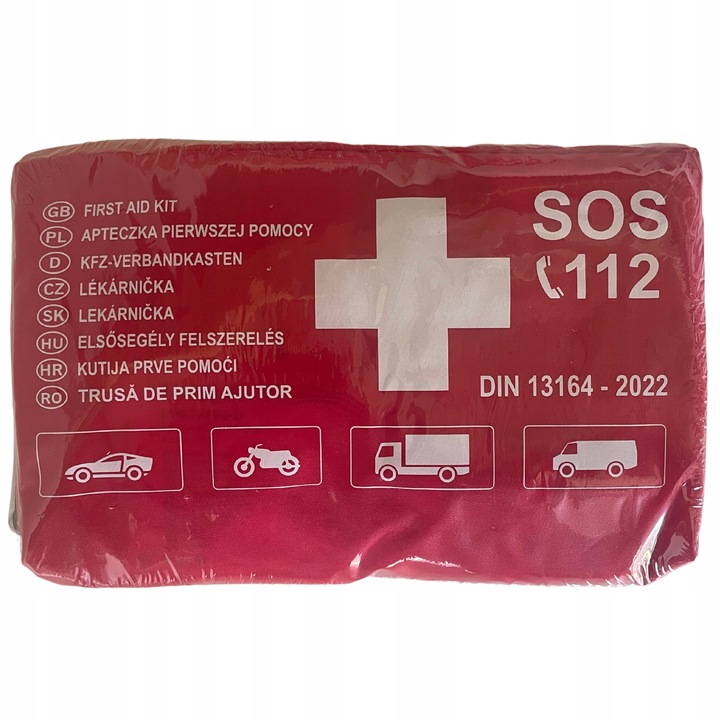 GB FIRST AID KIT
PL APTECZKA PIERWSZEJ POMOCY
D KFZ-VERBANDKASTEN
CZ LÉKÁRNIČKA
SK LEKÁRNIČKA
HU ELSŐSEGÉLY FELSZERELÉS
HR KUTIJA PRVE POMOĆI
RO TRUSĂ DE PRIM AJUTOR
SOS
112
DIN 13164 - 2022